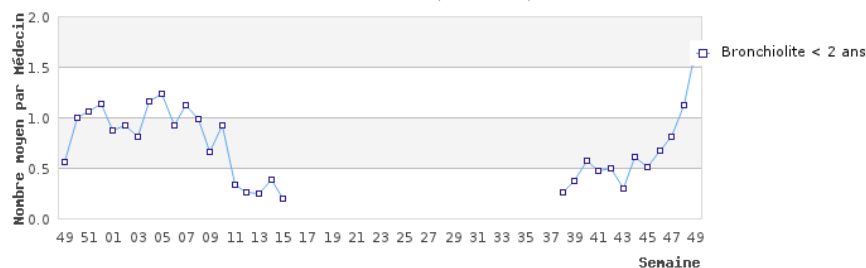 2.0
1.5
1.0
0.5
0.0
Nombre moyen par Médecin
Bronchiolite < 2 ans
49 51 01 03 05 07 09 11 13 15 17 19 21 23 25 27 29 31 33 35 37 39 41 43 45 47 49
Semaine